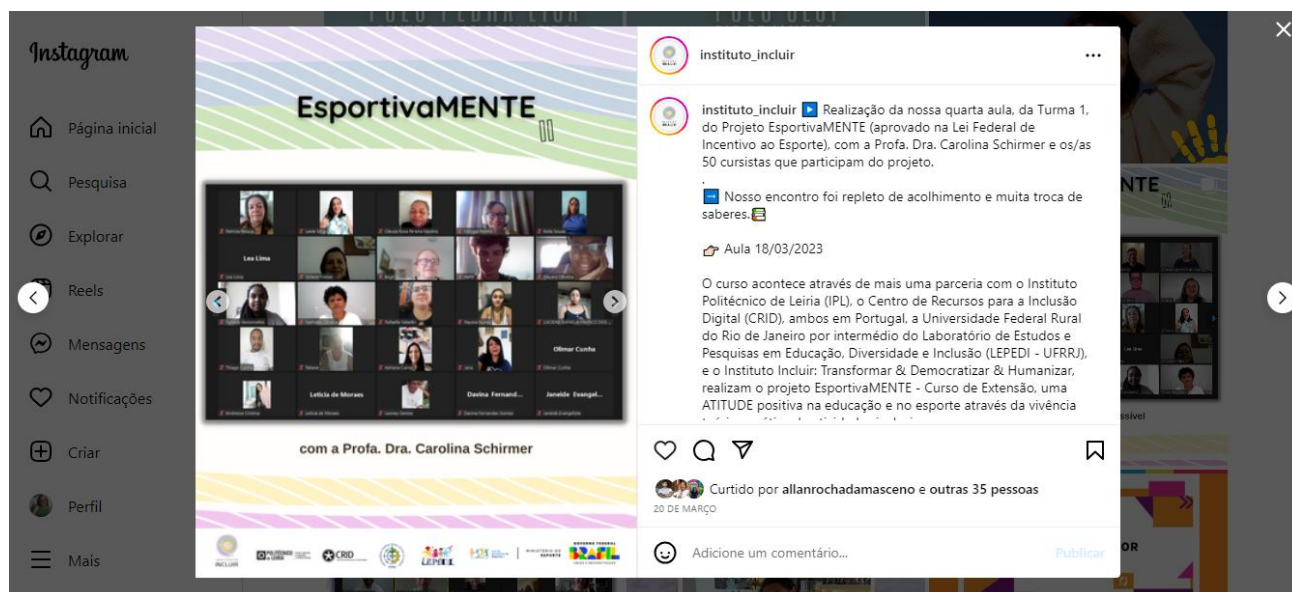 Instagram
Página inicial
Pesquisa
Explorar
Reels
Mensagens
Notificações
Criar
Perfil
Mais
EsportivaMENTE
Lea Lima
Olimar Cunha
Leticia de Moraes
Davina Fernand...
Janeide Evangel...
com a Profa. Dra. Carolina Schirmer
INCLUIR
CRID
LEPEDI
GOVERNO FEDERAL
BRASIL
instituto_incluir
instituto_incluir Realização da nossa quarta aula, da Turma 1,
do Projeto EsportivaMENTE (aprovado na Lei Federal de
Incentivo ao Esporte), com a Profa. Dra. Carolina Schirmer e os/as
50 cursistas que participam do projeto.
.
Nosso encontro foi repleto de acolhimento e muita troca de
saberes.
Aula 18/03/2023
O curso acontece através de mais uma parceria com o Instituto
Politécnico de Leiria (IPL), o Centro de Recursos para a Inclusão
Digital (CRID), ambos em Portugal, a Universidade Federal Rural
do Rio de Janeiro por intermédio do Laboratório de Estudos e
Pesquisas em Educação, Diversidade e Inclusão (LEPEDI - UFRRJ),
e o Instituto Incluir: Transformar & Democratizar & Humanizar,
realizam o projeto EsportivaMENTE - Curso de Extensão, uma
ATITUDE positiva na educação e no esporte através da vivência
Curtido por allanrochadamasceno e outras 35 pessoas
20 DE MARÇO
Adicione um comentário...
Publicar
NTE
OR